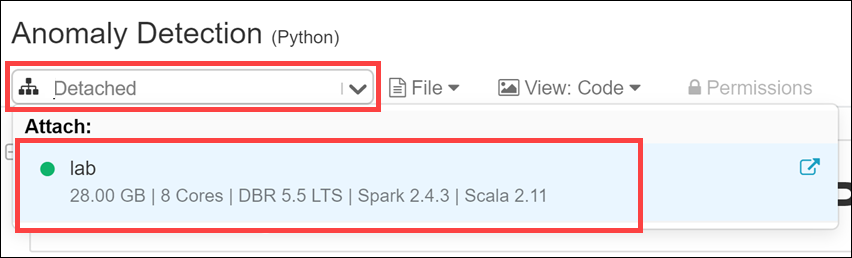 Anomaly Detection (Python)
Detached File View: Code Permissions
Attach:
lab
28.00 GB | 8 Cores | DBR 5.5 LTS | Spark 2.4.3 | Scala 2.11